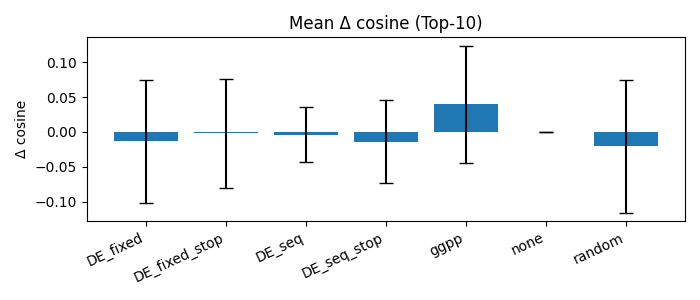 Mean Δ cosine (Top-10)
Δ cosine
0.10
0.05
0.00
−0.05
−0.10
DE_fixed
DE_fixed_stop
DE_seq
DE_seq_stop
ggpp
none
random